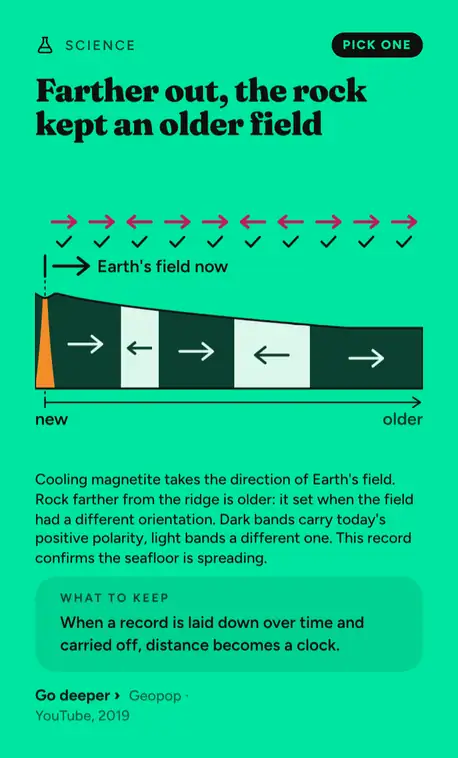 SCIENCE
PICK ONE
Farther out, the rock
kept an older field
Earth's field now
new
older
Cooling magnetite takes the direction of Earth's field.
Rock farther from the ridge is older: it set when the field
had a different orientation. Dark bands carry today's
positive polarity, light bands a different one. This record
confirms the seafloor is spreading.
WHAT TO KEEP
When a record is laid down over time and
carried off, distance becomes a clock.
Go deeper › Geopop ·
YouTube, 2019